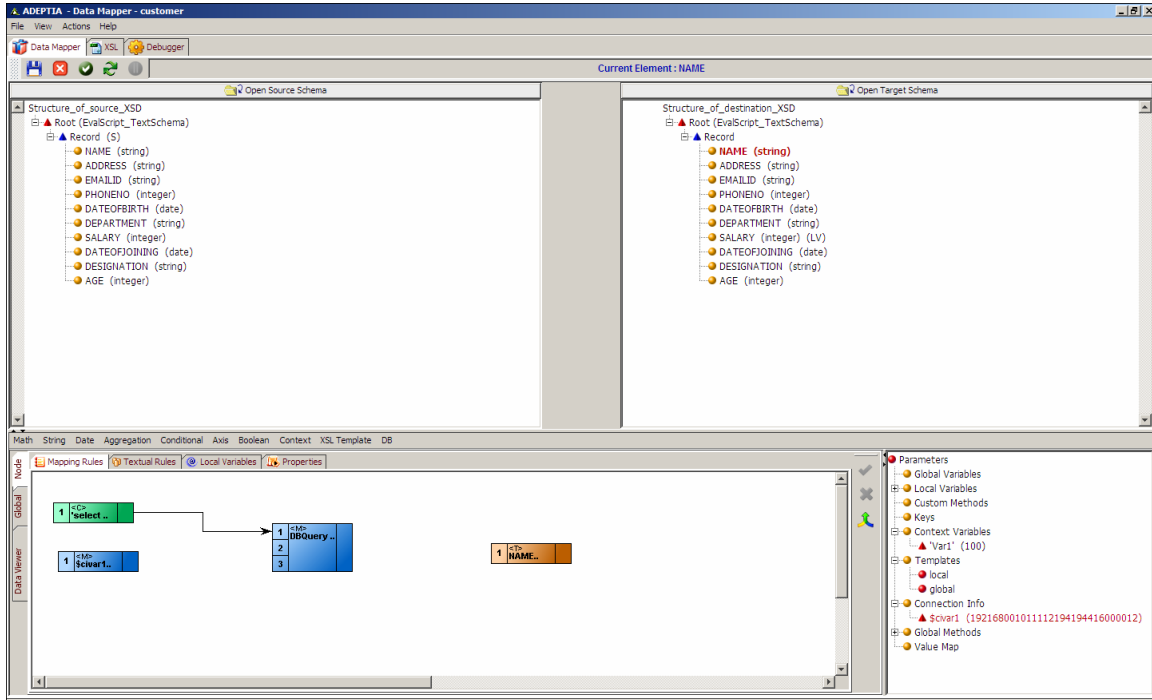 ADEPTIA - Data Mapper - customer
File View Actions Help
Data Mapper XSL Debugger
Current Element : NAME
Open Source Schema
Structure_of_source_XSD
Root (EvalScript_TextSchema)
Record (S)
NAME (string)
ADDRESS (string)
EMAILID (string)
PHONENO (integer)
DATEOFBIRTH (date)
DEPARTMENT (string)
SALARY (integer)
DATEOFJOINING (date)
DESIGNATION (string)
AGE (integer)
Open Target Schema
Structure_of_destination_XSD
Root (EvalScript_TextSchema)
Record
NAME (string)
ADDRESS (string)
EMAILID (string)
PHONENO (integer)
DATEOFBIRTH (date)
DEPARTMENT (string)
SALARY (integer) (LV)
DATEOFJOINING (date)
DESIGNATION (string)
AGE (integer)
Math String Date Aggregation Conditional Axis Boolean Context XSL Template DB
Node
Global
Data Viewer
Mapping Rules Textual Rules Local Variables Properties
1 <C> 'select ..
1 <M> $civar1..
1 <M> DBQuery ..
2
3
1 <T> NAME..
Parameters
Global Variables
Local Variables
Custom Methods
Keys
Context Variables
'Var1' (100)
Templates
local
global
Connection Info
$civar1 (192168001011112194194416000012)
Global Methods
Value Map